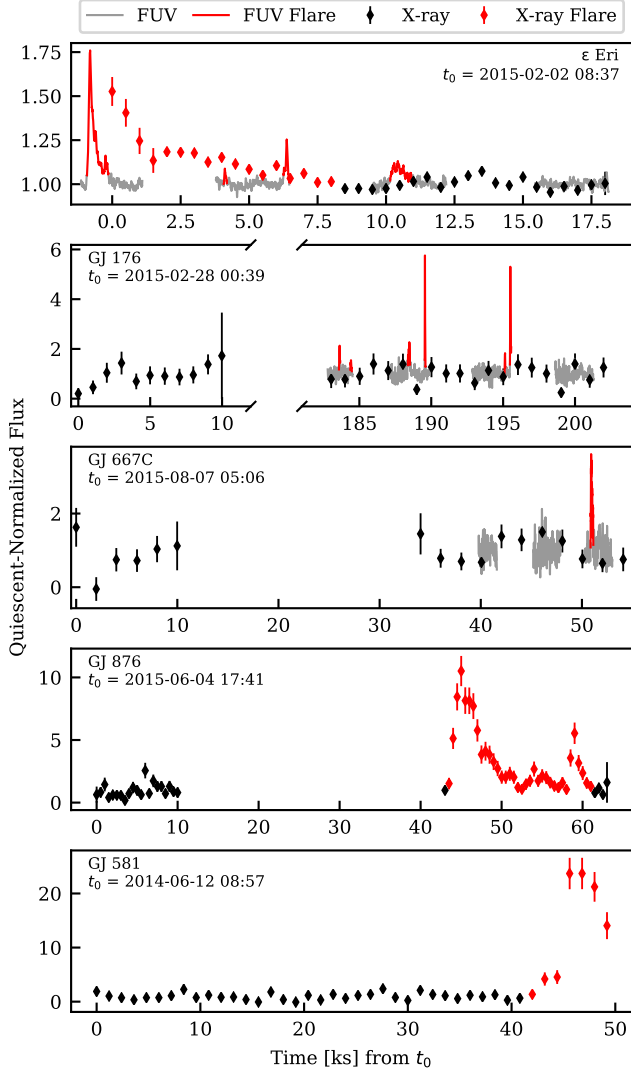 FUV FUV Flare X-ray X-ray Flare
ε Eri
t₀ = 2015-02-02 08:37
1.75
1.50
1.25
1.00
0.0 2.5 5.0 7.5 10.0 12.5 15.0 17.5
GJ 176
t₀ = 2015-02-28 00:39
6
4
2
0
0 5 10 185 190 195 200
Quiescent-Normalized Flux
GJ 667C
t₀ = 2015-08-07 05:06
2
0
0 10 20 30 40 50
GJ 876
t₀ = 2015-06-04 17:41
10
5
0
0 10 20 30 40 50 60
GJ 581
t₀ = 2014-06-12 08:57
20
10
0
0 10 20 30 40 50
Time [ks] from t₀